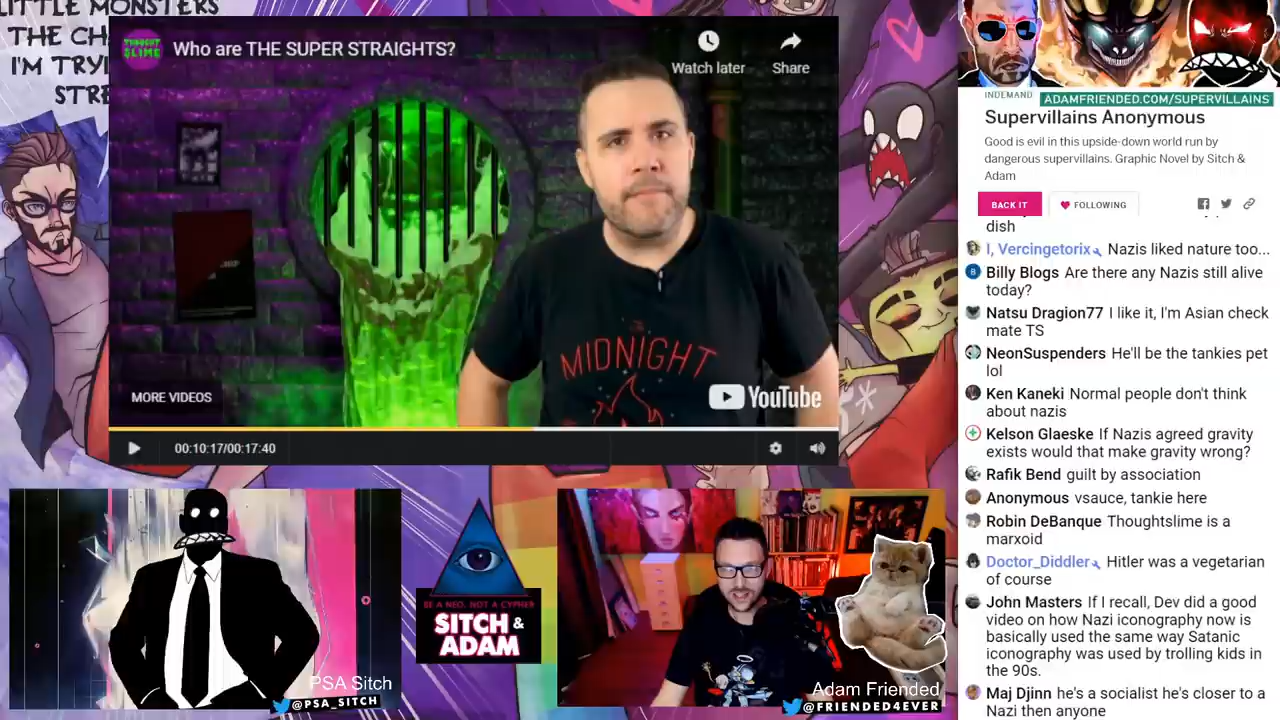 LITTLE MONSTERS
THE CH
I'M TRYI
STRE
THOUGHT
SLIME
Who are THE SUPER STRAIGHTS?
Watch later
Share
MIDNIGHT
MORE VIDEOS
YouTube
00:10:17/00:17:40
PSA Sitch
@PSA_SITCH
BE A NEO, NOT A CYPHER
SITCH &
ADAM
Adam Friended
@FRIENDED4EVER
INDEMAND
ADAMFRIENDED.COM/SUPERVILLAINS
Supervillains Anonymous
Good is evil in this upside-down world run by
dangerous supervillains. Graphic Novel by Sitch &
Adam
BACK IT
FOLLOWING
dish
I, Vercingetorix Nazis liked nature too...
Billy Blogs Are there any Nazis still alive
today?
Natsu Dragion77 I like it, I'm Asian check
mate TS
NeonSuspenders He'll be the tankies pet
lol
Ken Kaneki Normal people don't think
about nazis
Kelson Glaeske If Nazis agreed gravity
exists would that make gravity wrong?
Rafik Bend guilt by association
Anonymous vsauce, tankie here
Robin DeBanque Thoughtslime is a
marxoid
Doctor_Diddler Hitler was a vegetarian
of course
John Masters If I recall, Dev did a good
video on how Nazi iconography now is
basically used the same way Satanic
iconography was used by trolling kids in
the 90s.
Maj Djinn he's a socialist he's closer to a
Nazi then anyone